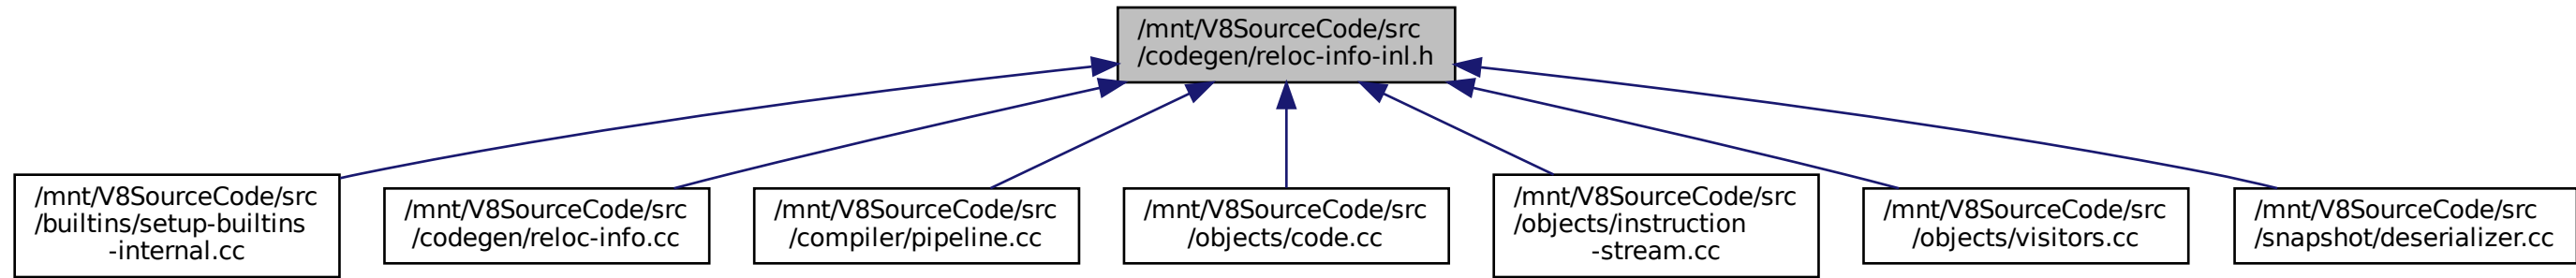 /mnt/V8SourceCode/src
/codegen/reloc-info-inl.h
/mnt/V8SourceCode/src
/builtins/setup-builtins
-internal.cc
/mnt/V8SourceCode/src
/codegen/reloc-info.cc
/mnt/V8SourceCode/src
/compiler/pipeline.cc
/mnt/V8SourceCode/src
/objects/code.cc
/mnt/V8SourceCode/src
/objects/instruction
-stream.cc
/mnt/V8SourceCode/src
/objects/visitors.cc
/mnt/V8SourceCode/src
/snapshot/deserializer.cc